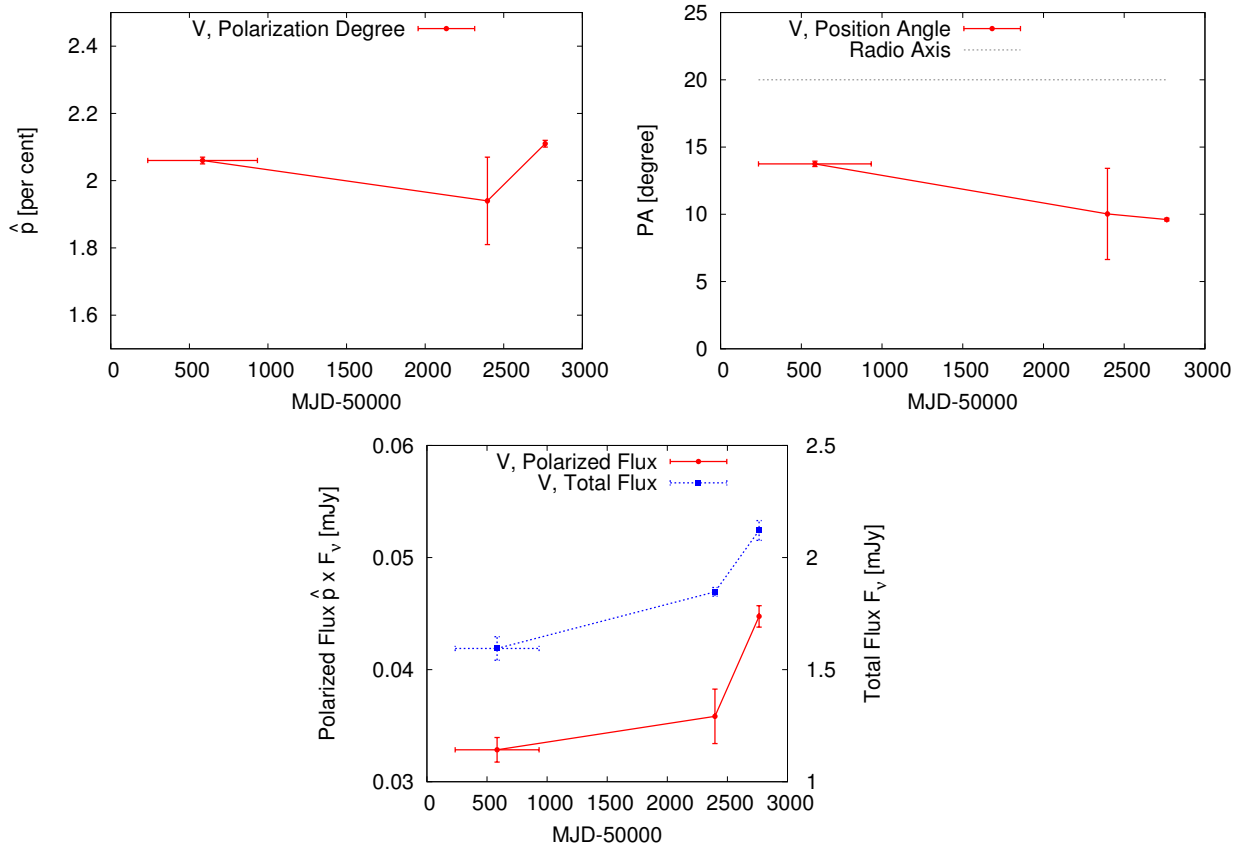 V, Polarization Degree
2.4
2.2
2
1.8
1.6
p̂ [per cent]
0 500 1000 1500 2000 2500 3000
MJD-50000
V, Position Angle
Radio Axis
25
20
15
10
5
0
PA [degree]
0 500 1000 1500 2000 2500 3000
MJD-50000
V, Polarized Flux
V, Total Flux
0.06
0.05
0.04
0.03
Polarized Flux p̂ x Fν [mJy]
2.5
2
1.5
1
Total Flux Fν [mJy]
0 500 1000 1500 2000 2500 3000
MJD-50000